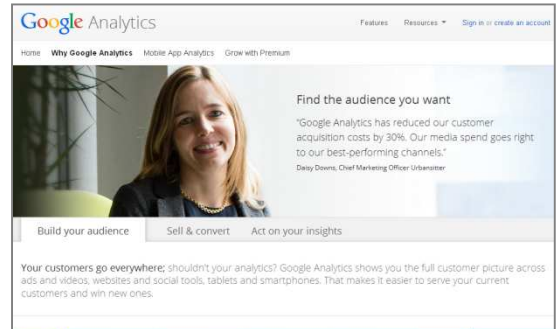 Google Analytics
Features Resources Sign in or create an account
Home Why Google Analytics Mobile App Analytics Grow with Premium
Find the audience you want
"Google Analytics has reduced our customer
acquisition costs by 30%. Our media spend goes right
to our best-performing channels."
Daisy Downs, Chief Marketing Officer Urbansitter
Build your audience Sell & convert Act on your insights
Your customers go everywhere; shouldn't your analytics? Google Analytics shows you the full customer picture across
ads and videos, websites and social tools, tablets and smartphones. That makes it easier to serve your current
customers and win new ones.